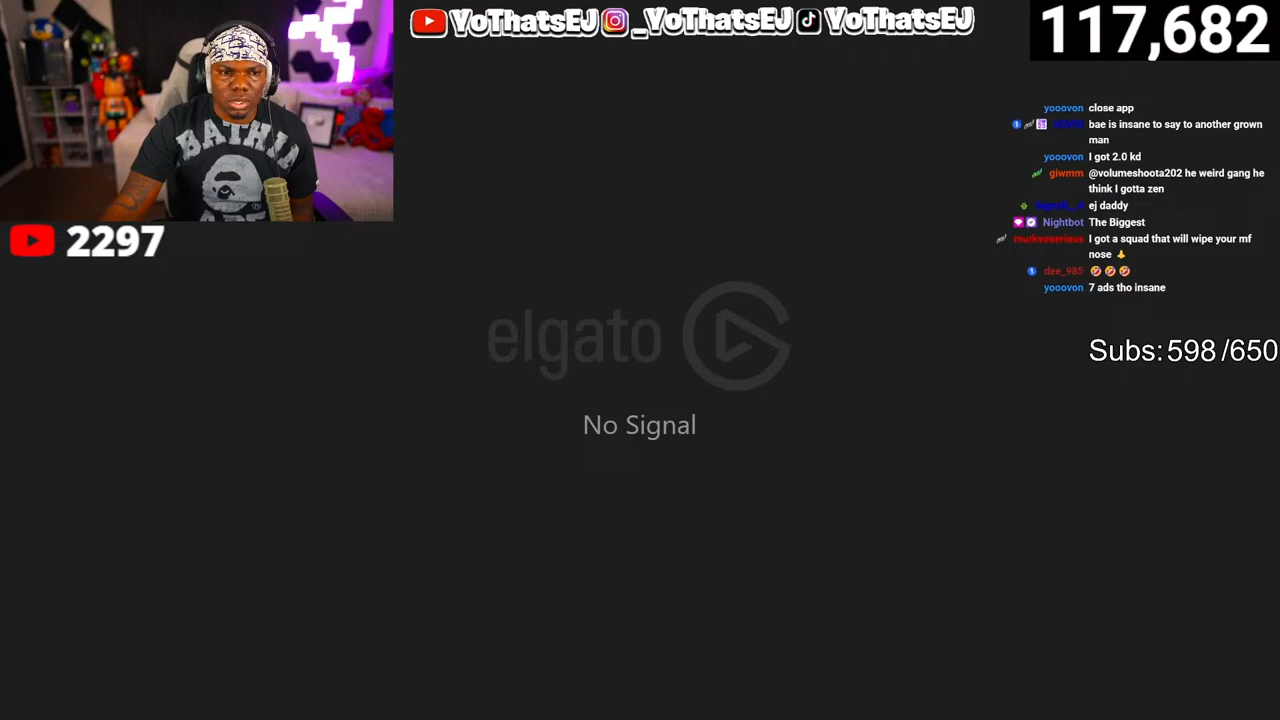 YoThatsEJ _YoThatsEJ YoThatsEJ
117,682
BATHING
APE
2297
yooovon close app
bae is insane to say to another grown
man
yooovon I got 2.0 kd
giwmm @volumeshoota202 he weird gang he
think I gotta zen
ej daddy
Nightbot The Biggest
murksoserious I got a squad that will wipe your mf
nose
dee_985
yooovon 7 ads tho insane
Subs: 598 /650
elgato
No Signal